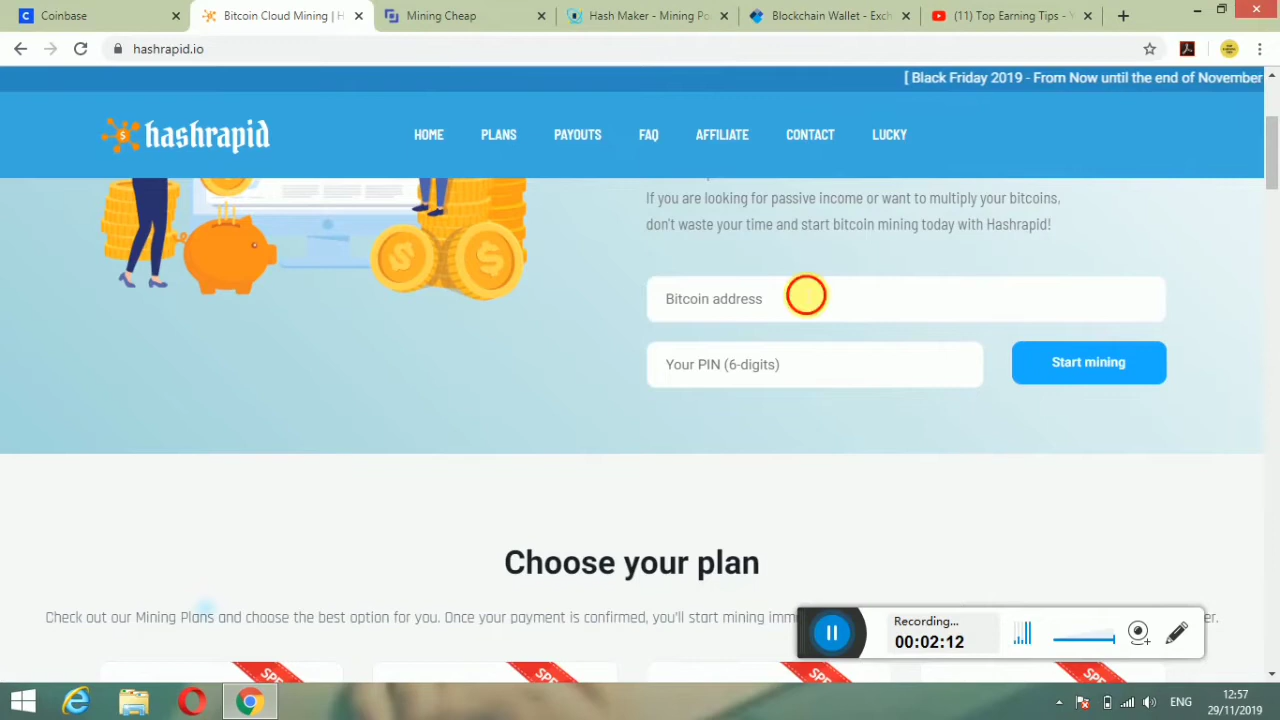 Coinbase
Bitcoin Cloud Mining | H
Mining Cheap
Hash Maker - Mining Po
Blockchain Wallet - Exch
(11) Top Earning Tips - Y
hashrapid.io
[ Black Friday 2019 - From Now until the end of November
hashrapid
HOME
PLANS
PAYOUTS
FAQ
AFFILIATE
CONTACT
LUCKY
If you are looking for passive income or want to multiply your bitcoins,
don't waste your time and start bitcoin mining today with Hashrapid!
Bitcoin address
Your PIN (6-digits)
Start mining
Choose your plan
Check out our Mining Plans and choose the best option for you. Once your payment is confirmed, you'll start mining imm
er.
Recording...
00:02:12
SPE
SPE
SPE
SPE
ENG
12:57
29/11/2019